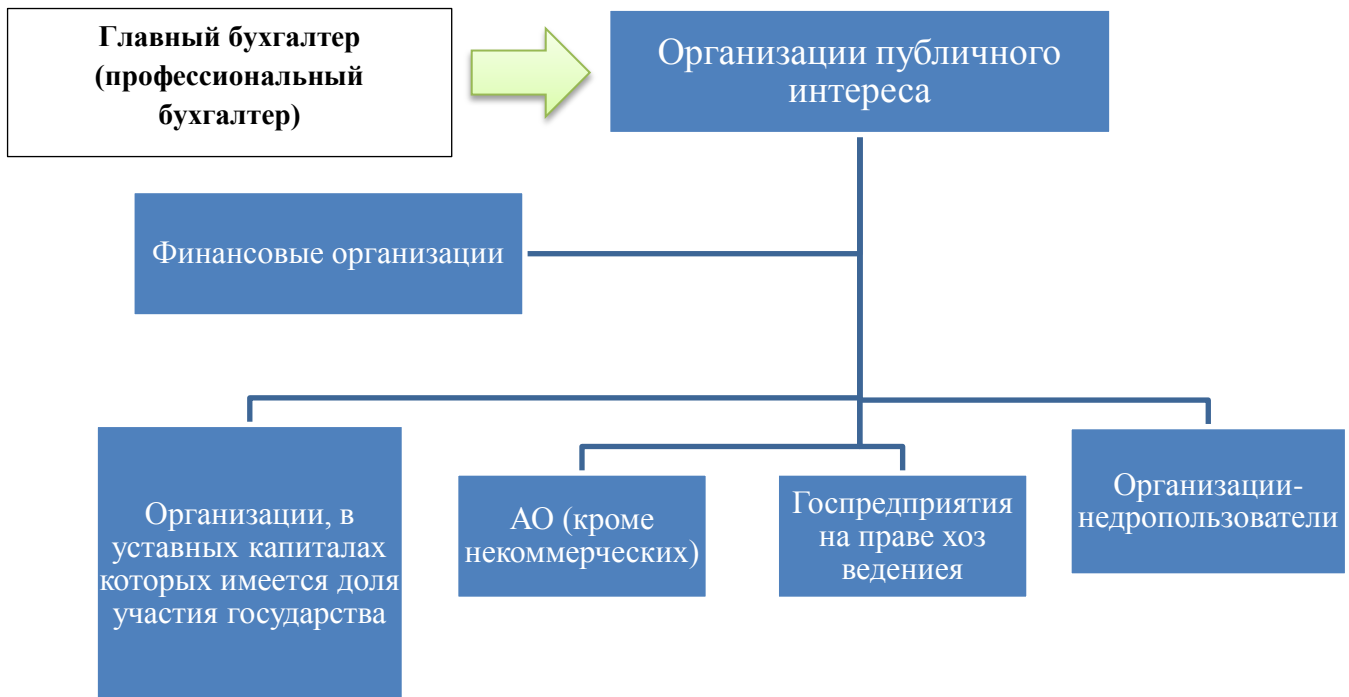 Главный бухгалтер
(профессиональный
бухгалтер)
Организации публичного
интереса
Финансовые организации
Организации, в
уставных капиталах
которых имеется доля
участия государства
АО (кроме
некоммерческих)
Госпредприятия
на праве хоз
ведениея
Организации-
недропользователи